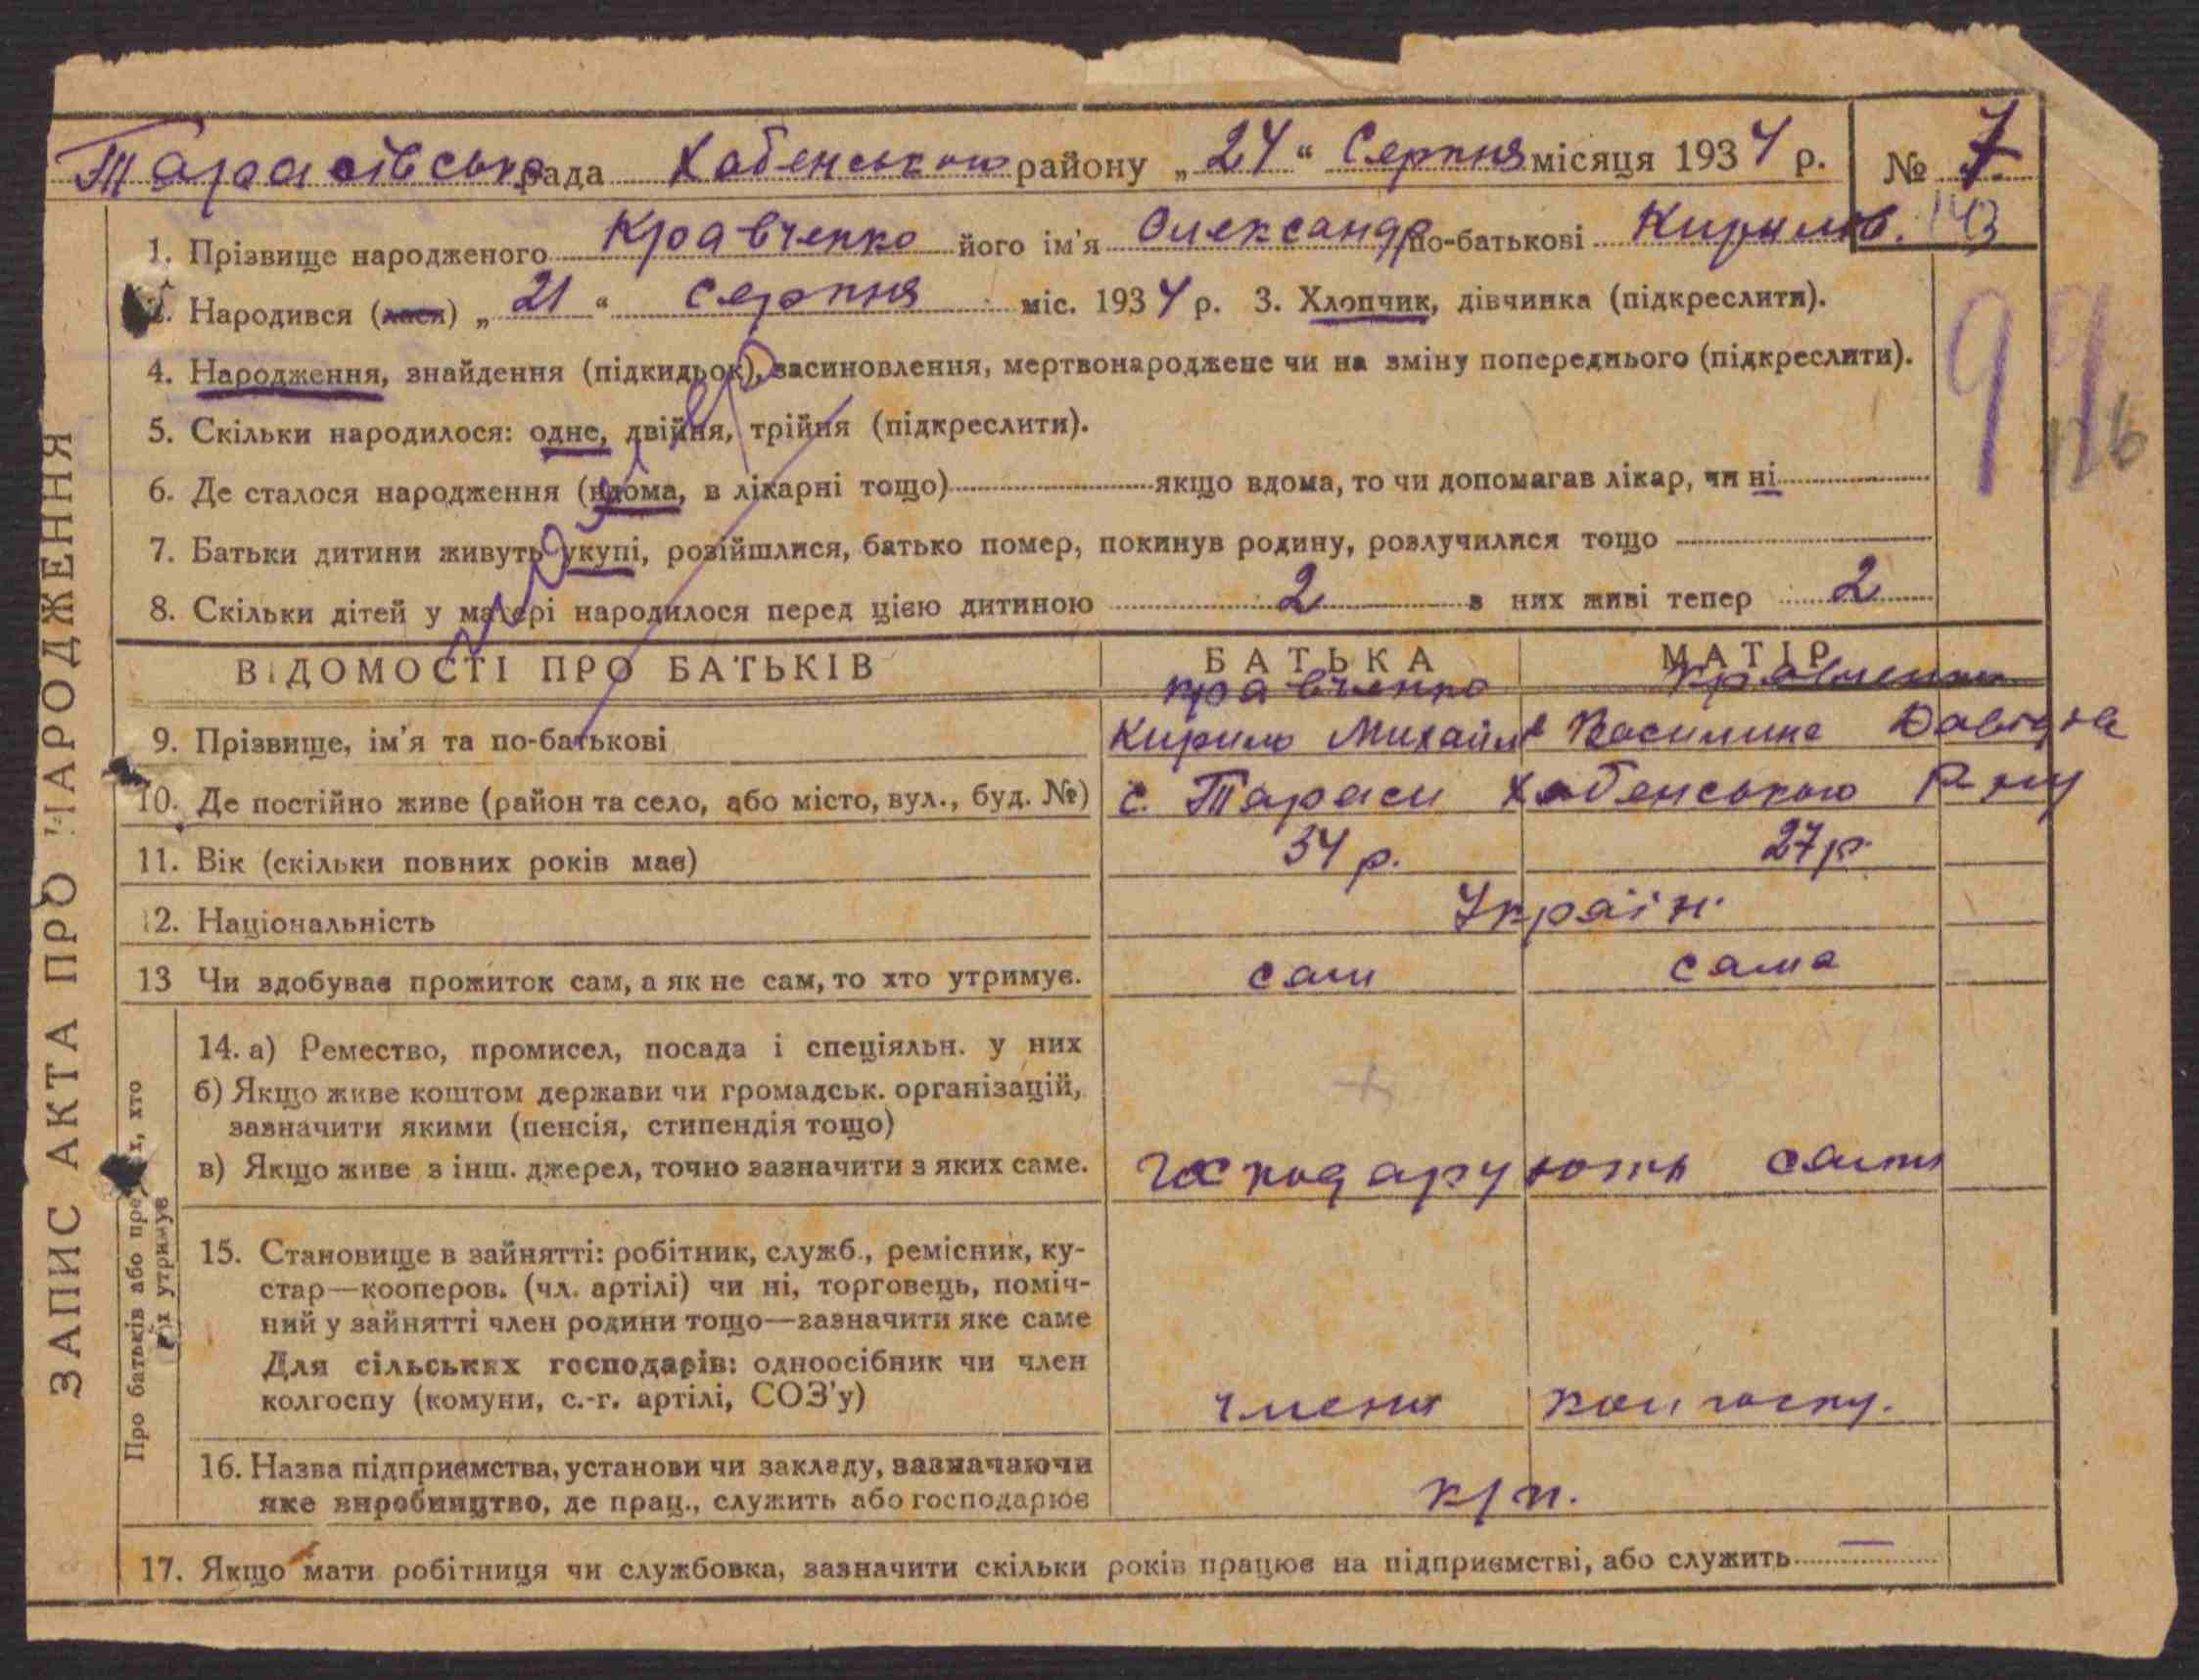 Тарасівська рада Хабенського району „24“ Серпня місяця 1934 р. № 7
143
1. Прізвище народженого Кравченко його ім'я Олександр по-батькові Кирилов.
2. Народився (лася) „21“ Серпня міс. 1934 р. 3. Хлопчик, дівчинка (підкреслити).
4. Народження, знайдення (підкидьок), засиновлення, мертвонароджене чи на зміну попереднього (підкреслити).
5. Скільки народилося: одне, двійня, трійня (підкреслити).
6. Де сталося народження (вдома, в лікарні тощо) якщо вдома, то чи допомагав лікар, чи ні
7. Батьки дитини живуть укупі, розійшлися, батько помер, покинув родину, розлучилися тощо
8. Скільки дітей у матері народилося перед цією дитиною 2 з них живі тепер 2
ВІДОМОСТІ ПРО БАТЬКІВ БАТЬКА МАТІР
Кравченко Кравченко
9. Прізвище, ім'я та по-батькові Кирило Михайл Василина Давідна
10. Де постійно живе (район та село, або місто, вул., буд. №) с. Тараси Хабенського р-ну
11. Вік (скільки повних років має) 34 р. 27 р.
12. Національність Україн.
13 Чи здобуває прожиток сам, а як не сам, то хто утримує. сам сама
14. а) Ремество, промисел, посада і спеціяльн. у них
б) Якщо живе коштом держави чи громадськ. організацій,
зазначити якими (пенсія, стипендія тощо)
в) Якщо живе з інш. джерел, точно зазначити з яких саме. господарують сами
15. Становище в зайнятті: робітник, служб., ремісник, ку-
стар—кооперов. (чл. артілі) чи ні, торговець, поміч-
ний у зайнятті член родини тощо—зазначити яке саме
Для сільських господарів: одноосібник чи член
колгоспу (комуни, с.-г. артілі, СОЗ'у) члени колгоспу.
16. Назва підприємства, установи чи закладу, зазначаючи
яке виробництво, де прац., служить або господарює к/п.
17. Якщо мати робітниця чи службовка, зазначити скільки років працює на підприємстві, або служить —
ЗАПИС АКТА ПРО НАРОДЖЕННЯ
Про батьків або про тих, хто
їх утримує